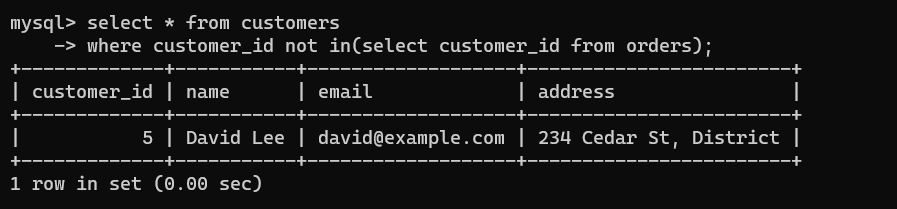 mysql> select * from customers
    -> where customer_id not in(select customer_id from orders);
+-------------+-----------+-------------------+------------------------+
| customer_id | name      | email             | address                |
+-------------+-----------+-------------------+------------------------+
|           5 | David Lee | david@example.com | 234 Cedar St, District |
+-------------+-----------+-------------------+------------------------+
1 row in set (0.00 sec)